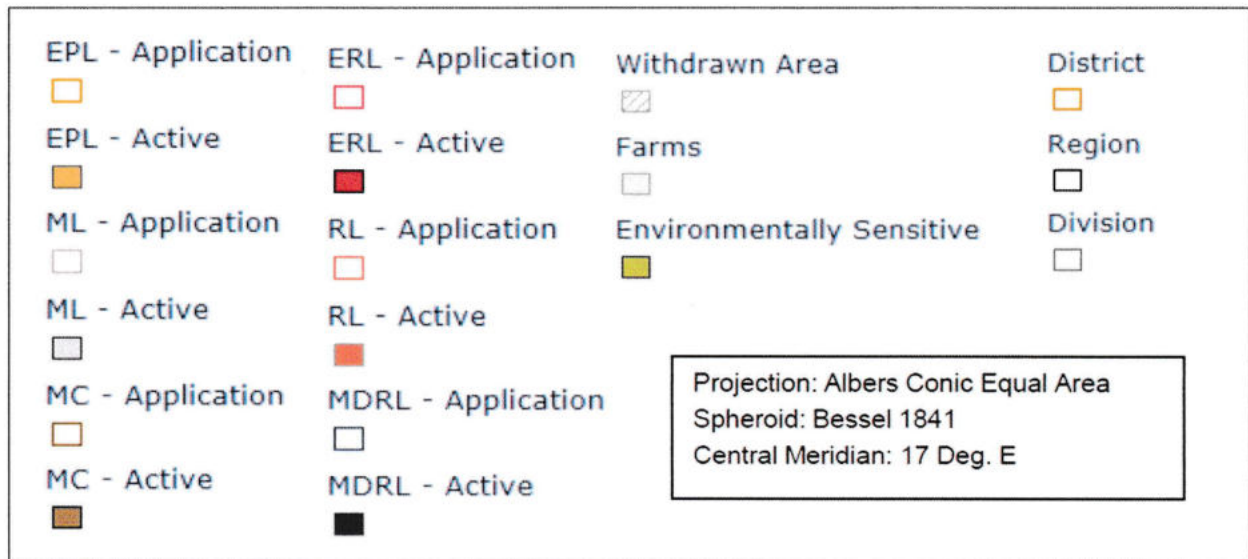 EPL - Application
EPL - Active
ML - Application
ML - Active
MC - Application
MC - Active
ERL - Application
ERL - Active
RL - Application
RL - Active
MDRL - Application
MDRL - Active
Withdrawn Area
Farms
Environmentally Sensitive
District
Region
Division
Projection: Albers Conic Equal Area
Spheroid: Bessel 1841
Central Meridian: 17 Deg. E